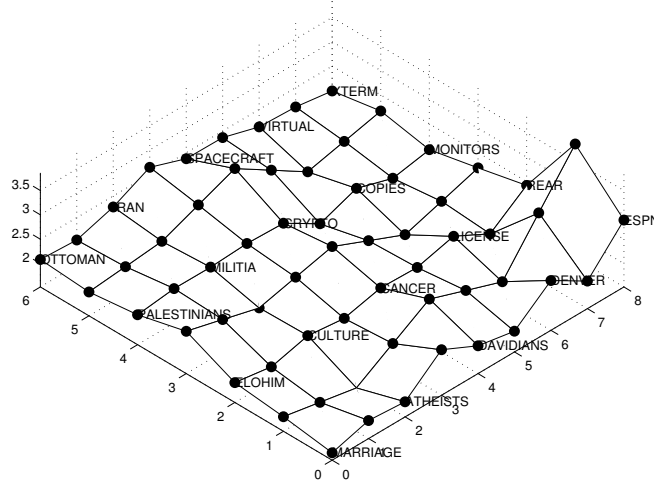 XTERM
VIRTUAL
MONITORS
SPACECRAFT
REAR
COPIES
IRAN
CRYPTO
ESPN
LICENSE
OTTOMAN
MILITIA
DENVER
CANCER
PALESTINIANS
CULTURE
DAVIDIANS
ELOHIM
ATHEISTS
MARRIAGE
3.5
3
2.5
2
6
5
4
3
2
1
0
0
1
2
3
4
5
6
7
8